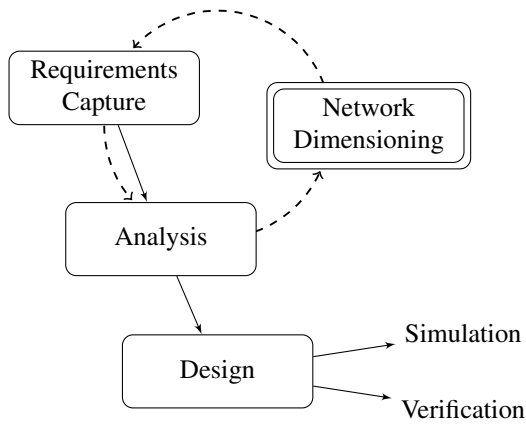 Requirements
Capture
Network
Dimensioning
Analysis
Design
Simulation
Verification